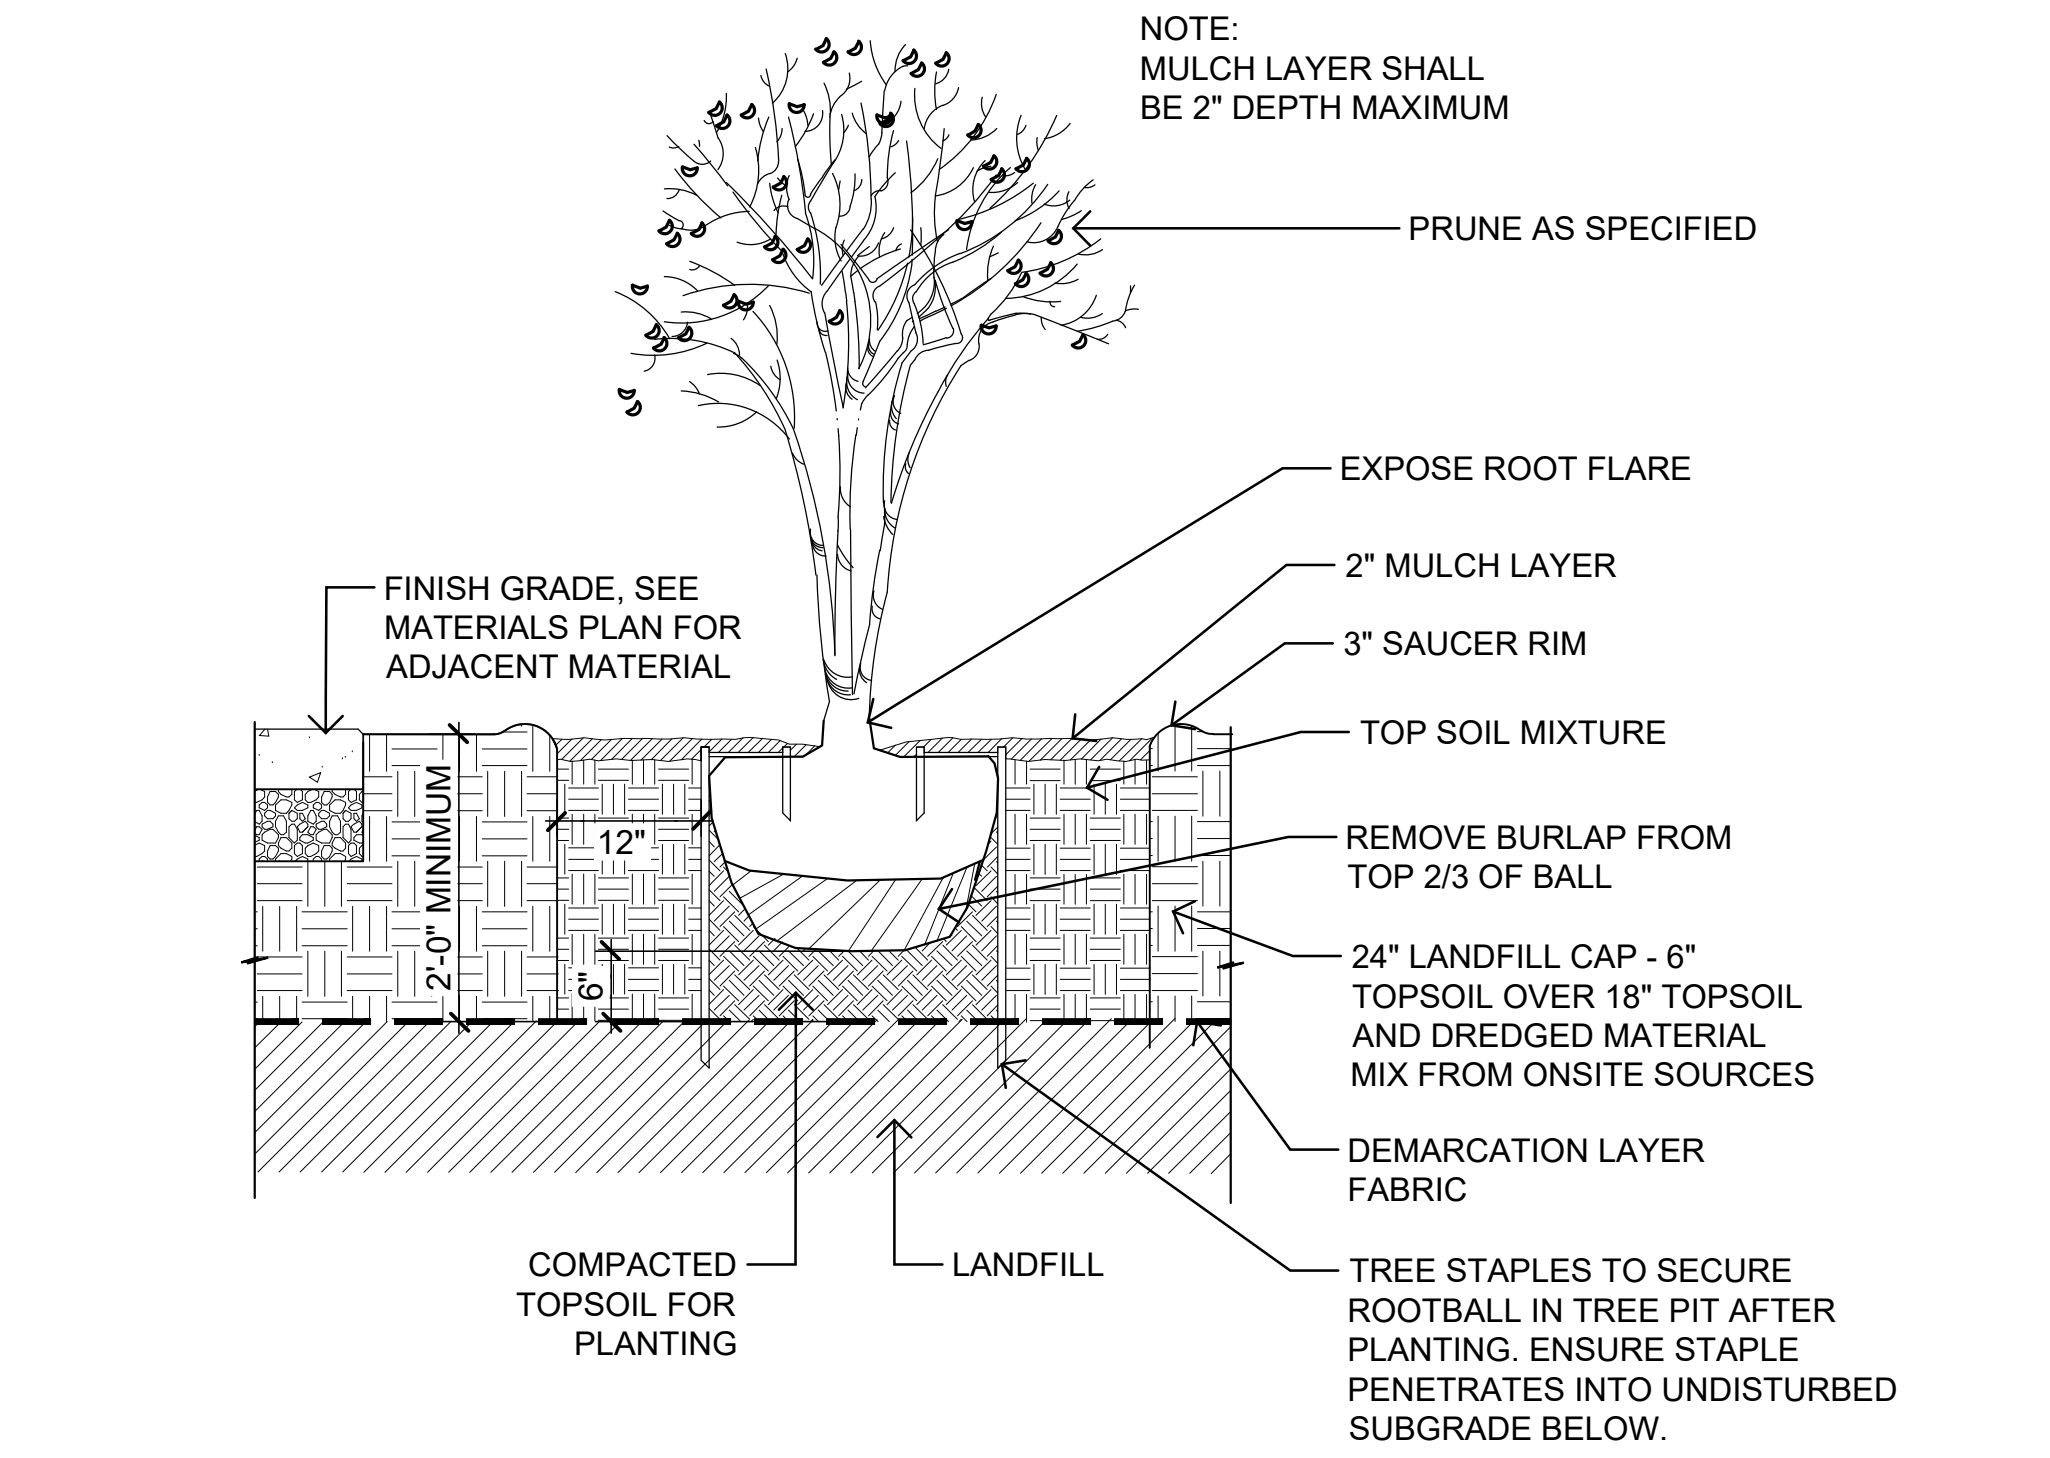 NOTE:
MULCH LAYER SHALL
BE 2" DEPTH MAXIMUM
PRUNE AS SPECIFIED
EXPOSE ROOT FLARE
2" MULCH LAYER
3" SAUCER RIM
TOP SOIL MIXTURE
REMOVE BURLAP FROM
TOP 2/3 OF BALL
24" LANDFILL CAP - 6"
TOPSOIL OVER 18" TOPSOIL
AND DREDGED MATERIAL
MIX FROM ONSITE SOURCES
DEMARCATION LAYER
FABRIC
TREE STAPLES TO SECURE
ROOTBALL IN TREE PIT AFTER
PLANTING. ENSURE STAPLE
PENETRATES INTO UNDISTURBED
SUBGRADE BELOW.
FINISH GRADE, SEE
MATERIALS PLAN FOR
ADJACENT MATERIAL
2'-0" MINIMUM
12"
6"
COMPACTED
TOPSOIL FOR
PLANTING
LANDFILL